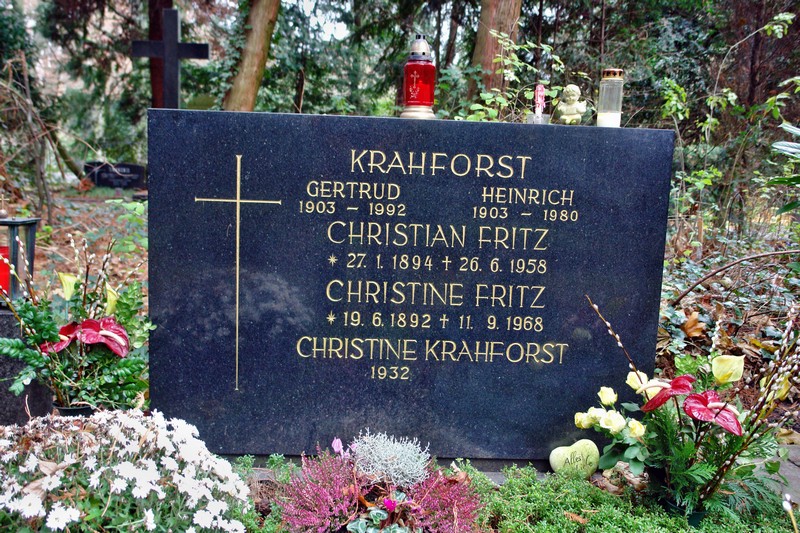 KRAHFORST
GERTRUD HEINRICH
1903 – 1992 1903 – 1980
CHRISTIAN FRITZ
* 27. 1. 1894 + 26. 6. 1958
CHRISTINE FRITZ
* 19. 6. 1892 + 11. 9. 1968
CHRISTINE KRAHFORST
1932
Alles